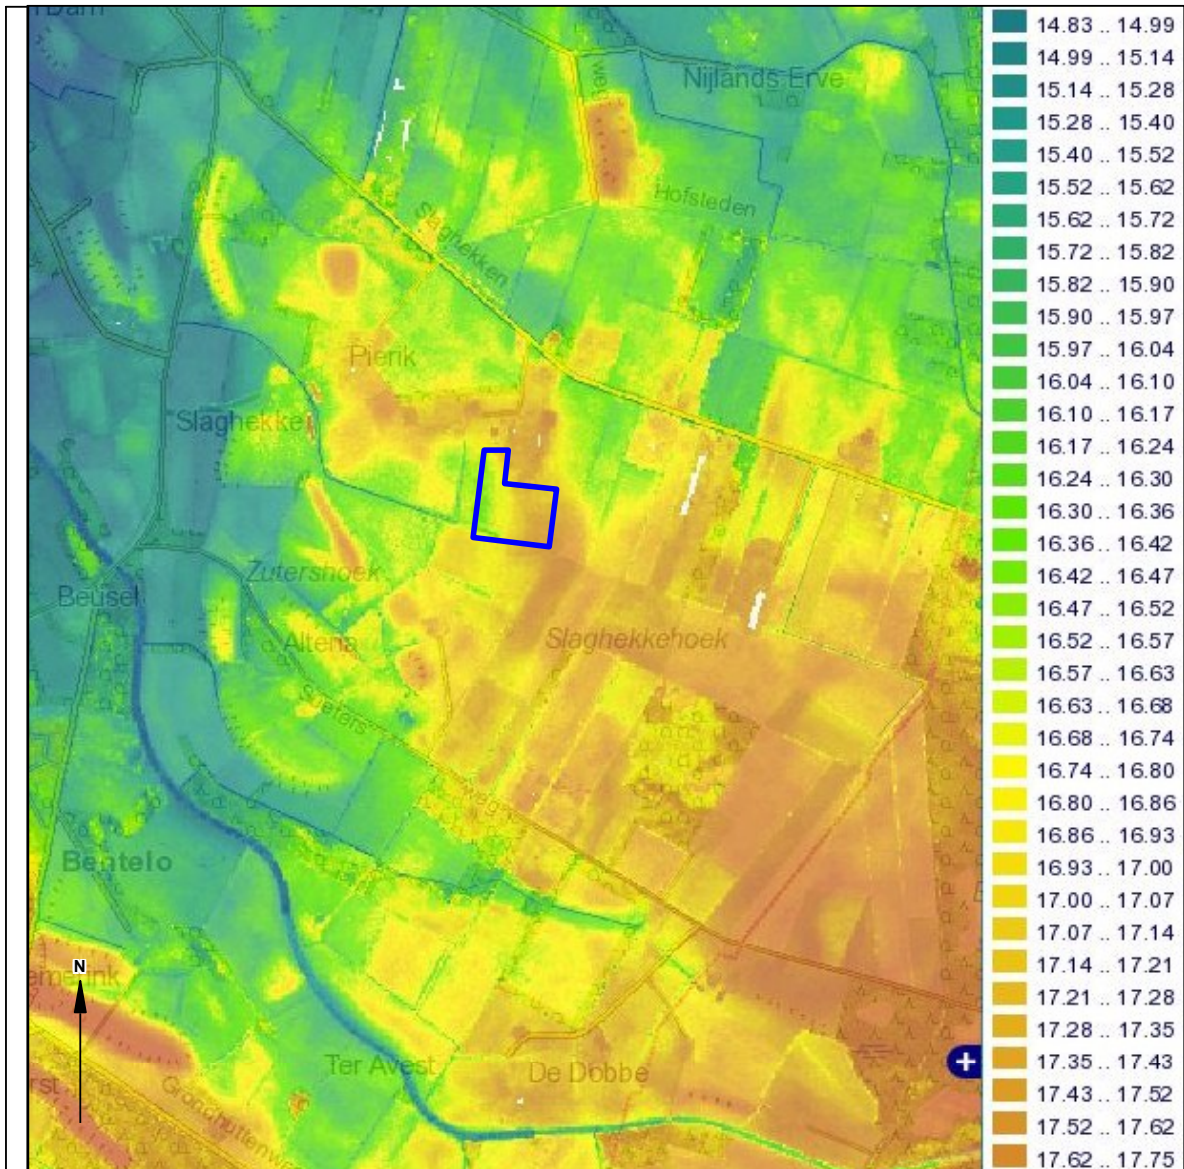 Dam
Nijlands Erve
weg
Hofsteden
Slaghekken
Pierik
Slaghekke
Zutershoek
Beusel
Altena
Slaghekkehoek
Suetersweg
Bentelo
N
Ter Avest
De Dobbe
14.83 .. 14.99
14.99 .. 15.14
15.14 .. 15.28
15.28 .. 15.40
15.40 .. 15.52
15.52 .. 15.62
15.62 .. 15.72
15.72 .. 15.82
15.82 .. 15.90
15.90 .. 15.97
15.97 .. 16.04
16.04 .. 16.10
16.10 .. 16.17
16.17 .. 16.24
16.24 .. 16.30
16.30 .. 16.36
16.36 .. 16.42
16.42 .. 16.47
16.47 .. 16.52
16.52 .. 16.57
16.57 .. 16.63
16.63 .. 16.68
16.68 .. 16.74
16.74 .. 16.80
16.80 .. 16.86
16.86 .. 16.93
16.93 .. 17.00
17.00 .. 17.07
17.07 .. 17.14
17.14 .. 17.21
17.21 .. 17.28
17.28 .. 17.35
17.35 .. 17.43
17.43 .. 17.52
17.52 .. 17.62
17.62 .. 17.75